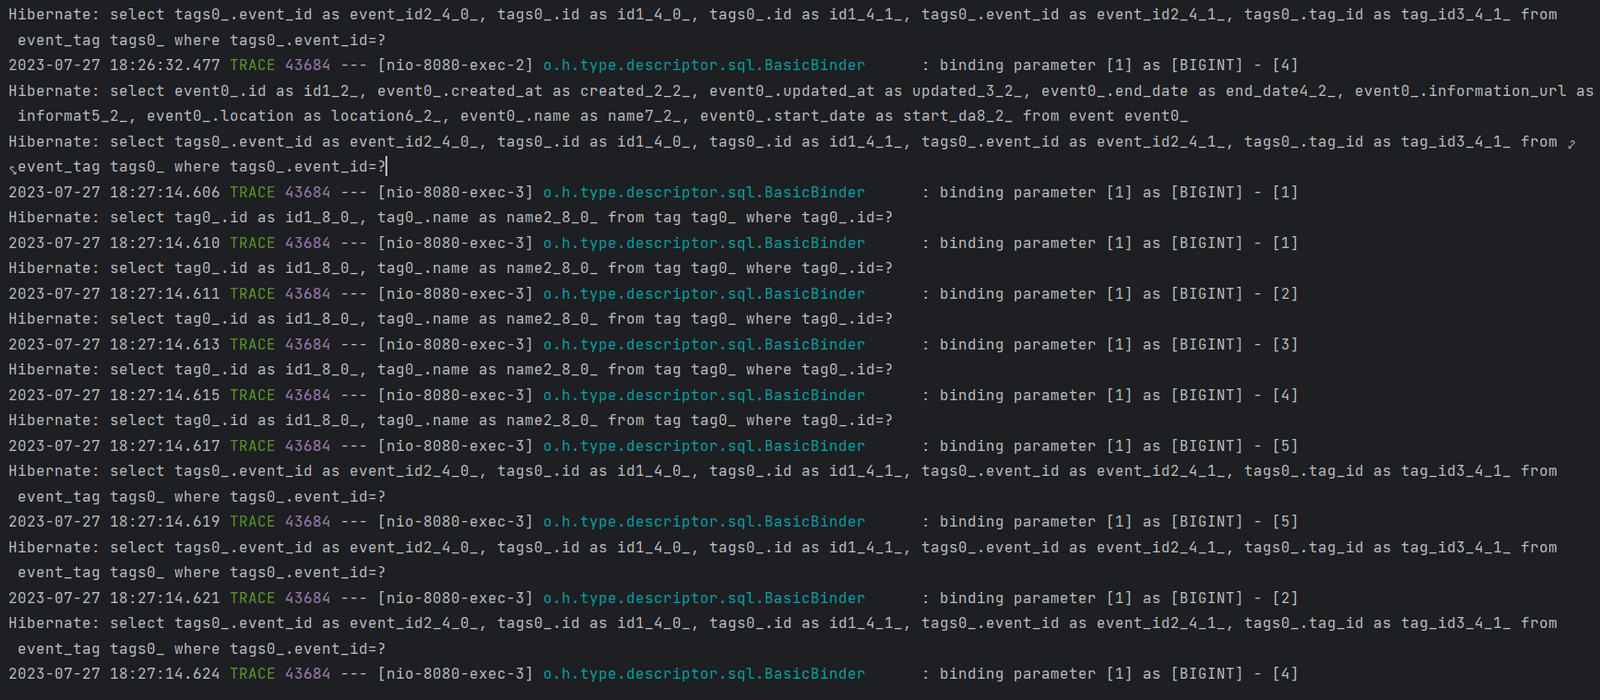 Hibernate: select tags0_.event_id as event_id2_4_0_, tags0_.id as id1_4_0_, tags0_.id as id1_4_1_, tags0_.event_id as event_id2_4_1_, tags0_.tag_id as tag_id3_4_1_ from
event_tag tags0_ where tags0_.event_id=?
2023-07-27 18:26:32.477 TRACE 43684 --- [nio-8080-exec-2] o.h.type.descriptor.sql.BasicBinder : binding parameter [1] as [BIGINT] - [4]
Hibernate: select event0_.id as id1_2_, event0_.created_at as created_2_2_, event0_.updated_at as updated_3_2_, event0_.end_date as end_date4_2_, event0_.information_url as
informat5_2_, event0_.location as location6_2_, event0_.name as name7_2_, event0_.start_date as start_da8_2_ from event event0_
Hibernate: select tags0_.event_id as event_id2_4_0_, tags0_.id as id1_4_0_, tags0_.id as id1_4_1_, tags0_.event_id as event_id2_4_1_, tags0_.tag_id as tag_id3_4_1_ from
event_tag tags0_ where tags0_.event_id=?
2023-07-27 18:27:14.606 TRACE 43684 --- [nio-8080-exec-3] o.h.type.descriptor.sql.BasicBinder : binding parameter [1] as [BIGINT] - [1]
Hibernate: select tag0_.id as id1_8_0_, tag0_.name as name2_8_0_ from tag tag0_ where tag0_.id=?
2023-07-27 18:27:14.610 TRACE 43684 --- [nio-8080-exec-3] o.h.type.descriptor.sql.BasicBinder : binding parameter [1] as [BIGINT] - [1]
Hibernate: select tag0_.id as id1_8_0_, tag0_.name as name2_8_0_ from tag tag0_ where tag0_.id=?
2023-07-27 18:27:14.611 TRACE 43684 --- [nio-8080-exec-3] o.h.type.descriptor.sql.BasicBinder : binding parameter [1] as [BIGINT] - [2]
Hibernate: select tag0_.id as id1_8_0_, tag0_.name as name2_8_0_ from tag tag0_ where tag0_.id=?
2023-07-27 18:27:14.613 TRACE 43684 --- [nio-8080-exec-3] o.h.type.descriptor.sql.BasicBinder : binding parameter [1] as [BIGINT] - [3]
Hibernate: select tag0_.id as id1_8_0_, tag0_.name as name2_8_0_ from tag tag0_ where tag0_.id=?
2023-07-27 18:27:14.615 TRACE 43684 --- [nio-8080-exec-3] o.h.type.descriptor.sql.BasicBinder : binding parameter [1] as [BIGINT] - [4]
Hibernate: select tag0_.id as id1_8_0_, tag0_.name as name2_8_0_ from tag tag0_ where tag0_.id=?
2023-07-27 18:27:14.617 TRACE 43684 --- [nio-8080-exec-3] o.h.type.descriptor.sql.BasicBinder : binding parameter [1] as [BIGINT] - [5]
Hibernate: select tags0_.event_id as event_id2_4_0_, tags0_.id as id1_4_0_, tags0_.id as id1_4_1_, tags0_.event_id as event_id2_4_1_, tags0_.tag_id as tag_id3_4_1_ from
event_tag tags0_ where tags0_.event_id=?
2023-07-27 18:27:14.619 TRACE 43684 --- [nio-8080-exec-3] o.h.type.descriptor.sql.BasicBinder : binding parameter [1] as [BIGINT] - [5]
Hibernate: select tags0_.event_id as event_id2_4_0_, tags0_.id as id1_4_0_, tags0_.id as id1_4_1_, tags0_.event_id as event_id2_4_1_, tags0_.tag_id as tag_id3_4_1_ from
event_tag tags0_ where tags0_.event_id=?
2023-07-27 18:27:14.621 TRACE 43684 --- [nio-8080-exec-3] o.h.type.descriptor.sql.BasicBinder : binding parameter [1] as [BIGINT] - [2]
Hibernate: select tags0_.event_id as event_id2_4_0_, tags0_.id as id1_4_0_, tags0_.id as id1_4_1_, tags0_.event_id as event_id2_4_1_, tags0_.tag_id as tag_id3_4_1_ from
event_tag tags0_ where tags0_.event_id=?
2023-07-27 18:27:14.624 TRACE 43684 --- [nio-8080-exec-3] o.h.type.descriptor.sql.BasicBinder : binding parameter [1] as [BIGINT] - [4]